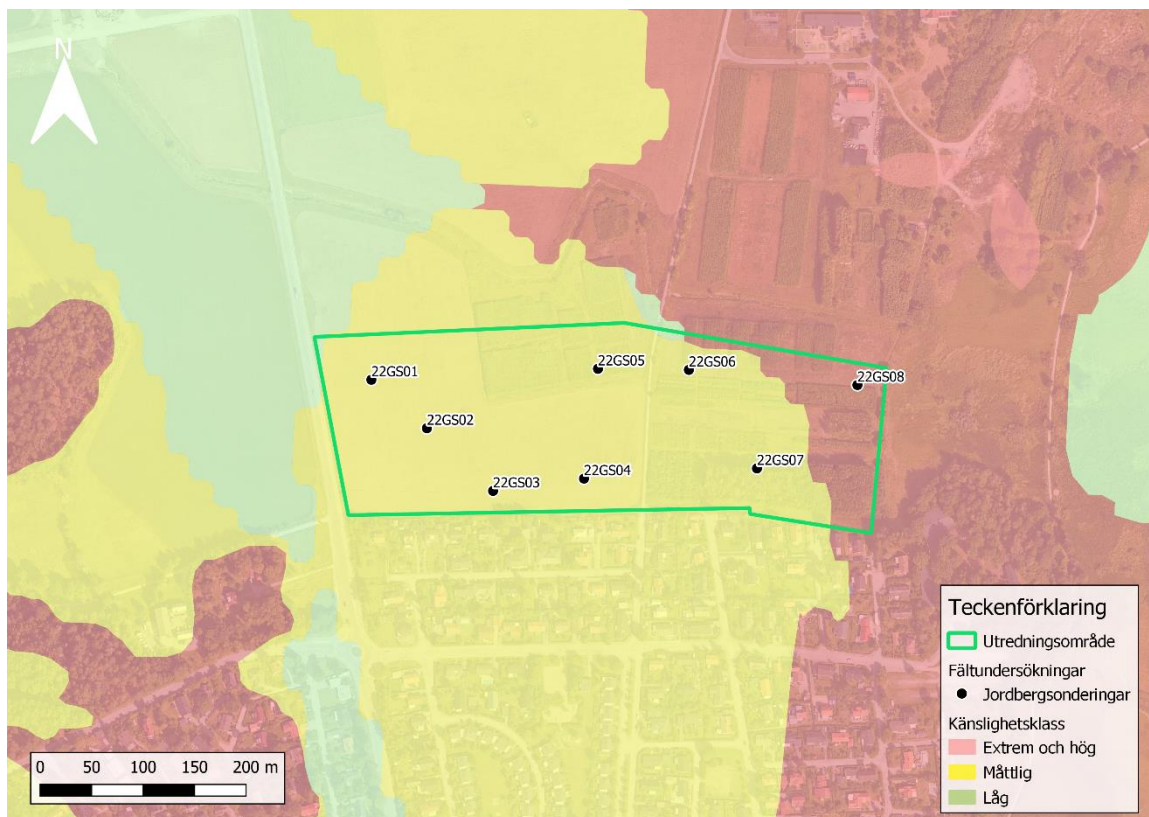 N
22GS05
22GS06
22GS01
22GS08
22GS02
22GS07
22GS04
22GS03
Teckenförklaring
Utredningsområde
Fältundersökningar
Jordbergsonderingar
Känslighetsklass
Extrem och hög
Måttlig
Låg
0 50 100 150 200 m